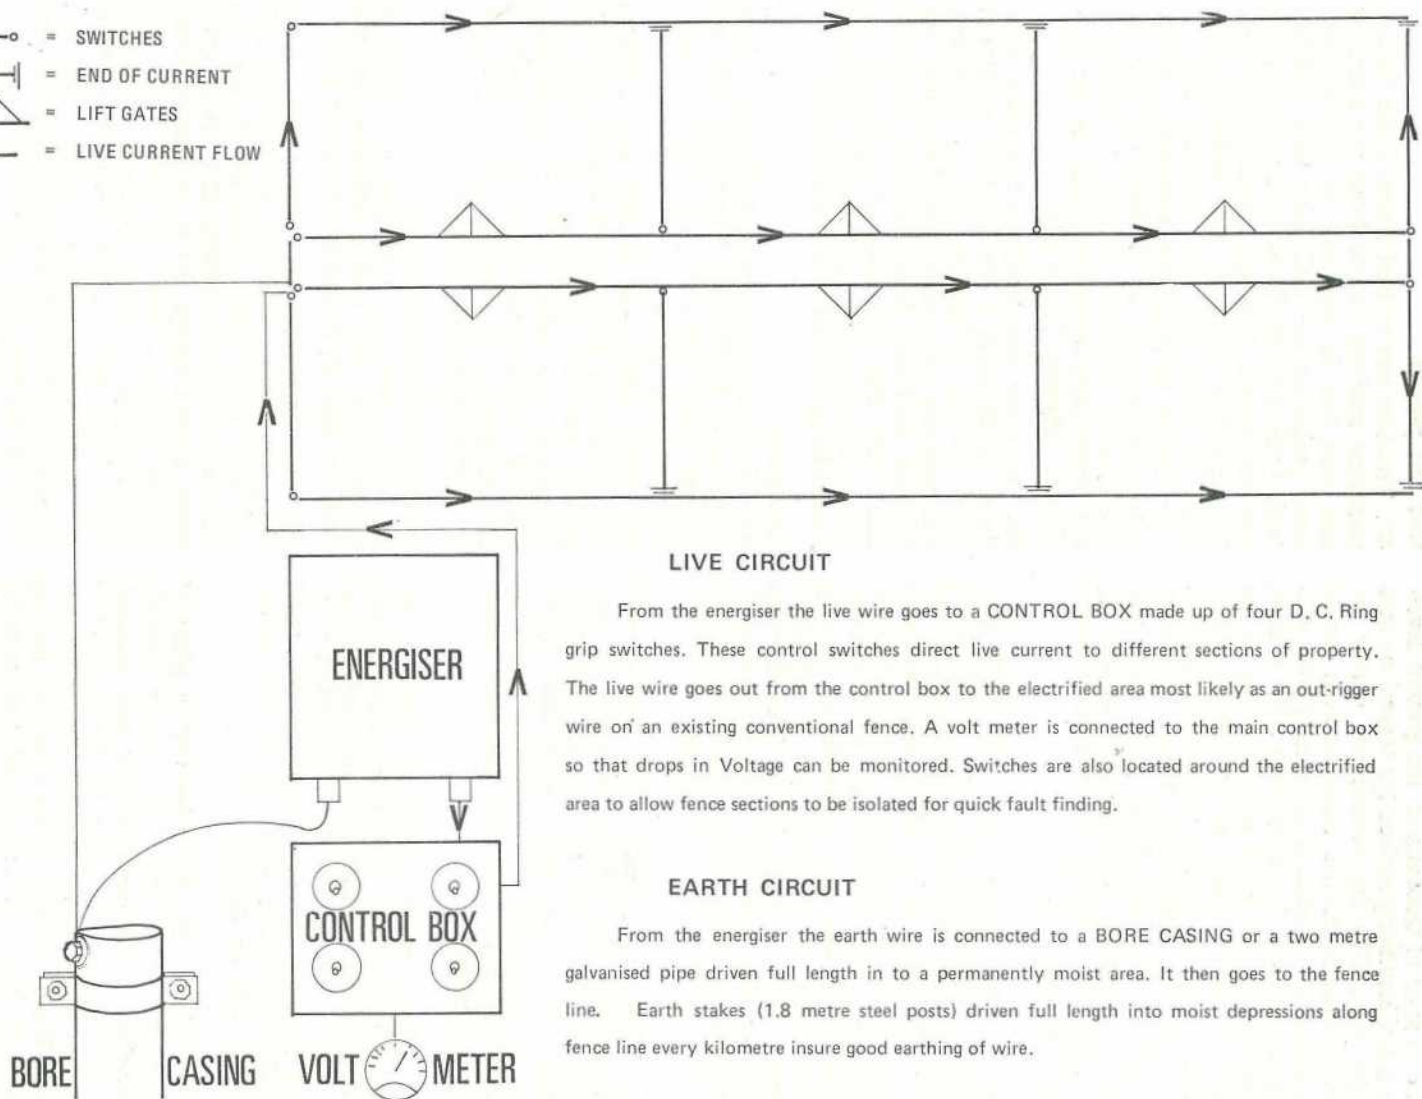 = SWITCHES
= END OF CURRENT
= LIFT GATES
= LIVE CURRENT FLOW
ENERGISER
CONTROL BOX
BORE CASING
VOLT METER
LIVE CIRCUIT
From the energiser the live wire goes to a CONTROL BOX made up of four D. C. Ring
grip switches. These control switches direct live current to different sections of property.
The live wire goes out from the control box to the electrified area most likely as an out-rigger
wire on an existing conventional fence. A volt meter is connected to the main control box
so that drops in Voltage can be monitored. Switches are also located around the electrified
area to allow fence sections to be isolated for quick fault finding.
EARTH CIRCUIT
From the energiser the earth wire is connected to a BORE CASING or a two metre
galvanised pipe driven full length in to a permanently moist area. It then goes to the fence
line. Earth stakes (1.8 metre steel posts) driven full length into moist depressions along
fence line every kilometre insure good earthing of wire.